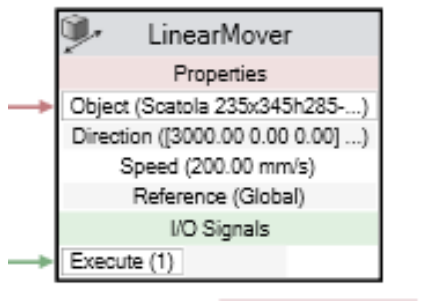 LinearMover
Properties
Object (Scatola 235x345h285-...)
Direction ([3000.00 0.00 0.00] ...)
Speed (200.00 mm/s)
Reference (Global)
I/O Signals
Execute (1)